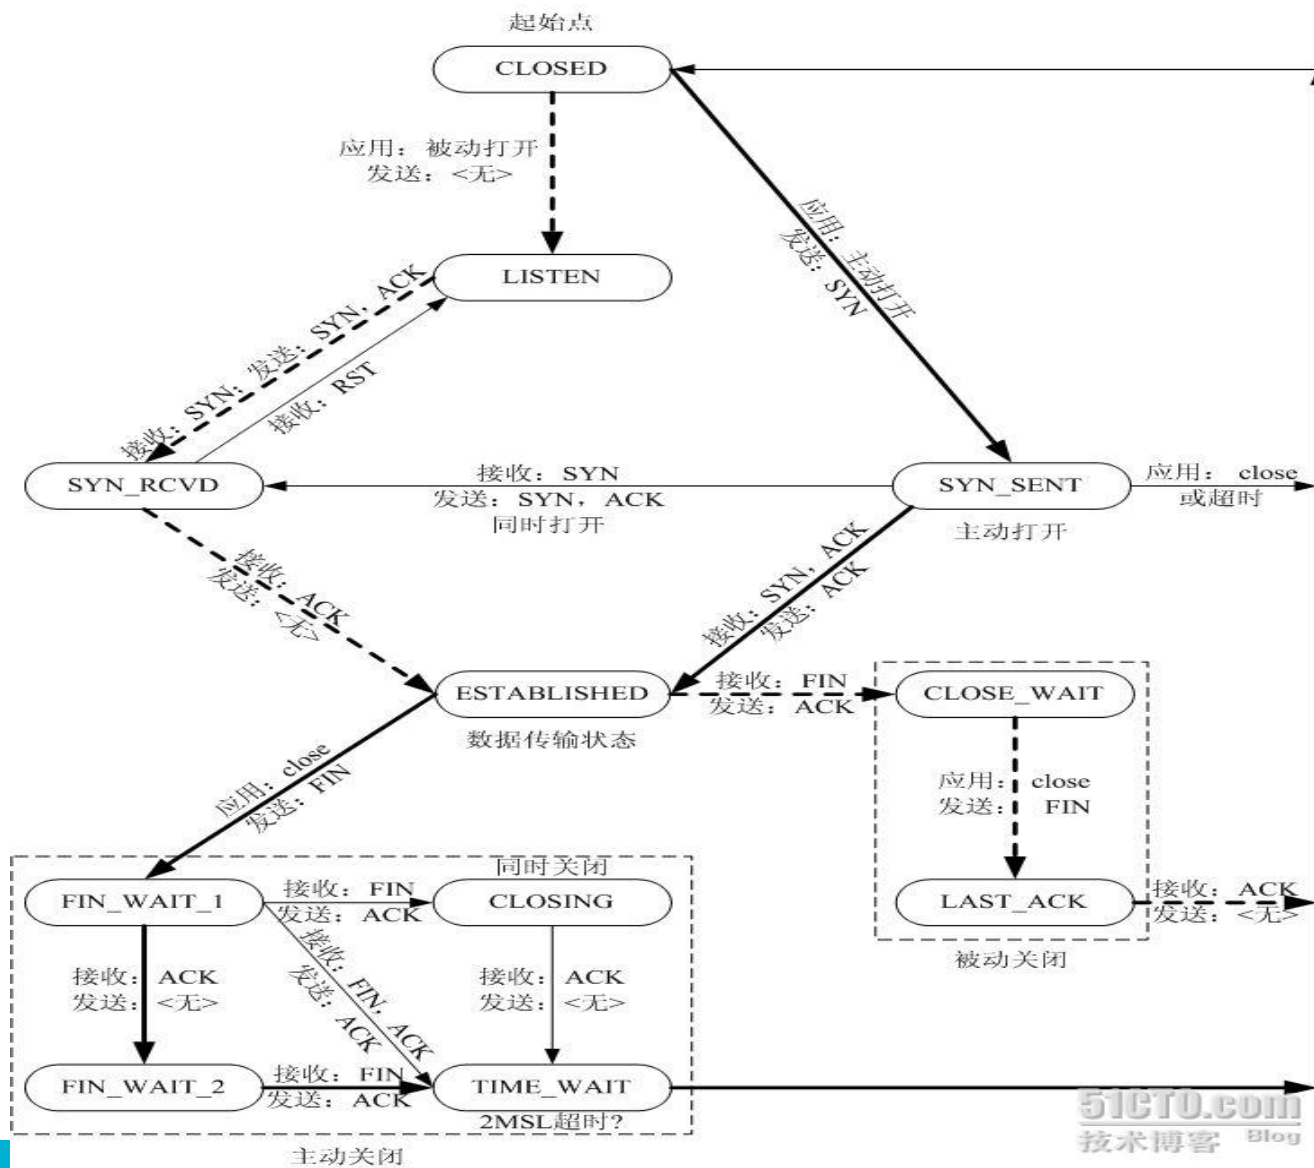 起始点
CLOSED
应用：被动打开
发送：<无>
应用：主动打开
发送：SYN
LISTEN
接收：SYN；发送：SYN，ACK
接收：RST
SYN_RCVD
接收：SYN
发送：SYN，ACK
同时打开
SYN_SENT
主动打开
应用： close
或超时
接收：ACK
发送：<无>
接收：SYN，ACK
发送：ACK
ESTABLISHED
数据传输状态
接收：FIN
发送：ACK
CLOSE_WAIT
应用： close
发送： FIN
LAST_ACK
被动关闭
接收：ACK
发送：<无>
应用：close
发送：FIN
FIN_WAIT_1
接收：FIN
发送：ACK
同时关闭
CLOSING
接收：ACK
发送：<无>
接收：FIN，ACK
发送：ACK
接收：ACK
发送：<无>
FIN_WAIT_2
接收：FIN
发送：ACK
TIME_WAIT
2MSL超时?
主动关闭
51CTO.com
技术博客 Blog